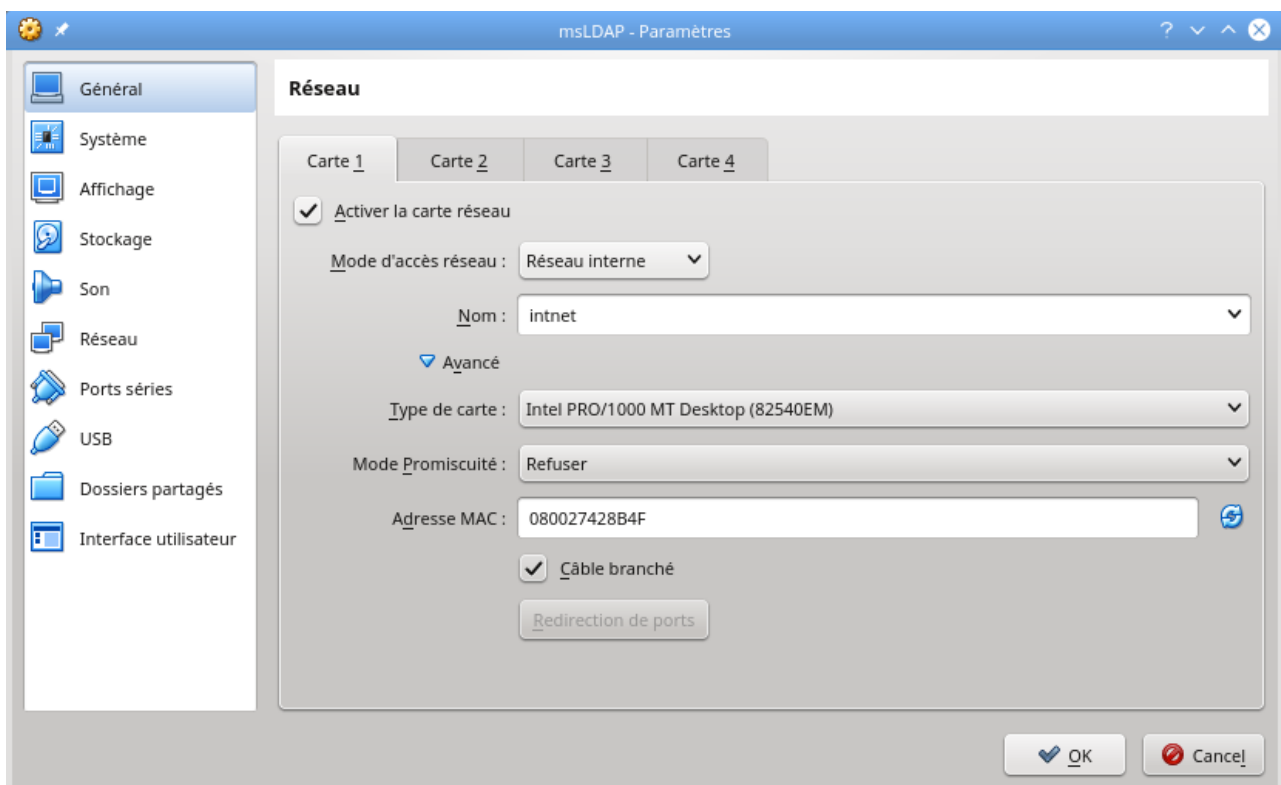 msLDAP - Paramètres
Général
Système
Affichage
Stockage
Son
Réseau
Ports séries
USB
Dossiers partagés
Interface utilisateur
Réseau
Carte 1 Carte 2 Carte 3 Carte 4
Activer la carte réseau
Mode d'accès réseau : Réseau interne
Nom : intnet
Avancé
Type de carte : Intel PRO/1000 MT Desktop (82540EM)
Mode Promiscuité : Refuser
Adresse MAC : 080027428B4F
Câble branché
Redirection de ports
OK Cancel